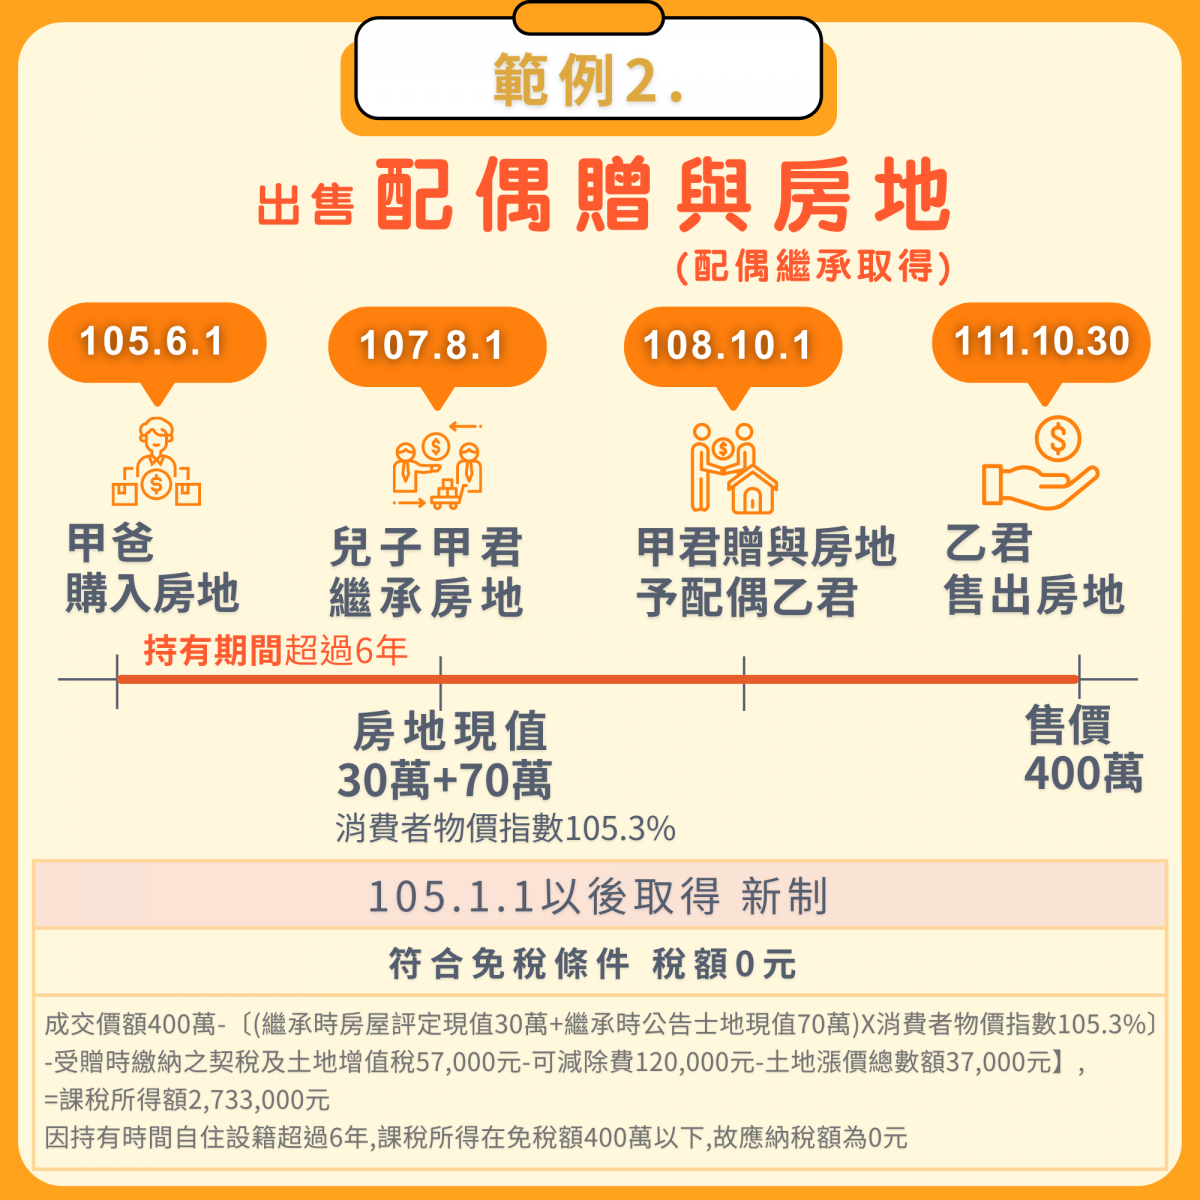 範例2.
出售配偶贈與房地
(配偶繼承取得)
105.6.1
107.8.1
108.10.1
111.10.30
甲爸
購入房地
兒子甲君
繼承房地
甲君贈與房地
予配偶乙君
乙君
售出房地
持有期間超過6年
房地現值
30萬+70萬
消費者物價指數105.3%
售價
400萬
105.1.1以後取得 新制
符合免稅條件 稅額0元
成交價額400萬-〔(繼承時房屋評定現值30萬+繼承時公告土地現值70萬)X消費者物價指數105.3%〕
-受贈時繳納之契稅及土地增值稅57,000元-可減除費120,000元-土地漲價總數額37,000元】,
=課稅所得額2,733,000元
因持有時間自住設籍超過6年,課稅所得在免稅額400萬以下,故應納稅額為0元